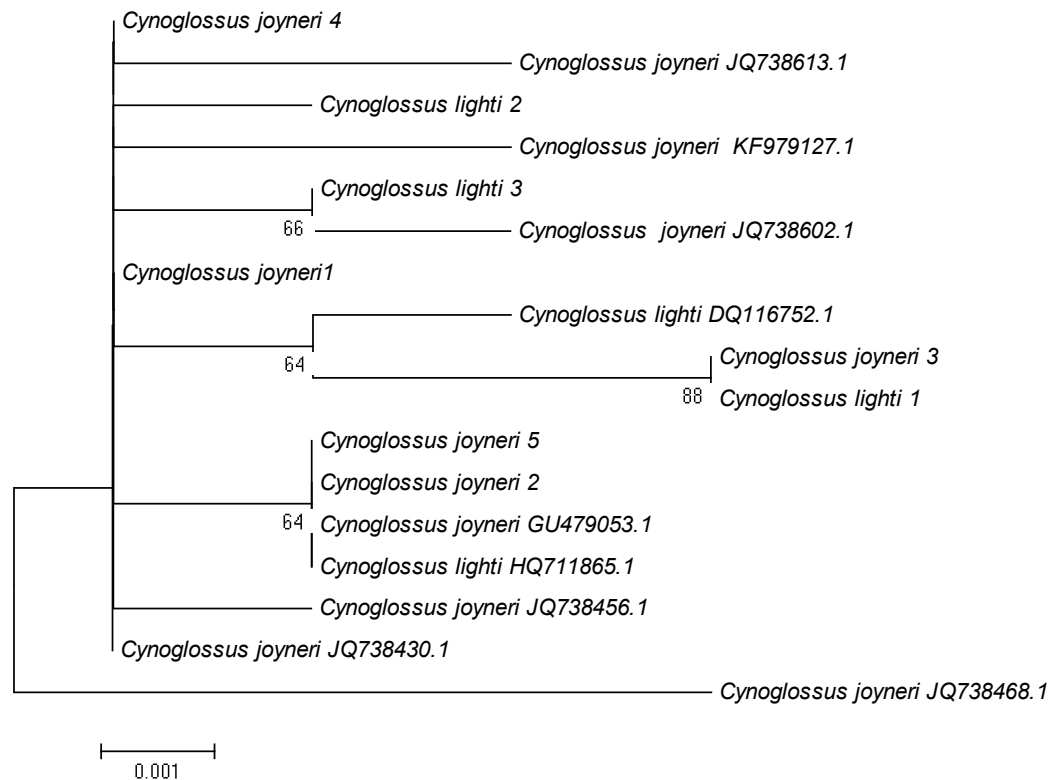 Cynoglossus joyneri 4
Cynoglossus joyneri JQ738613.1
Cynoglossus lighti 2
Cynoglossus joyneri KF979127.1
Cynoglossus lighti 3
66
Cynoglossus joyneri JQ738602.1
Cynoglossus joyneri1
Cynoglossus lighti DQ116752.1
64
Cynoglossus joyneri 3
88
Cynoglossus lighti 1
Cynoglossus joyneri 5
Cynoglossus joyneri 2
64
Cynoglossus joyneri GU479053.1
Cynoglossus lighti HQ711865.1
Cynoglossus joyneri JQ738456.1
Cynoglossus joyneri JQ738430.1
Cynoglossus joyneri JQ738468.1
0.001